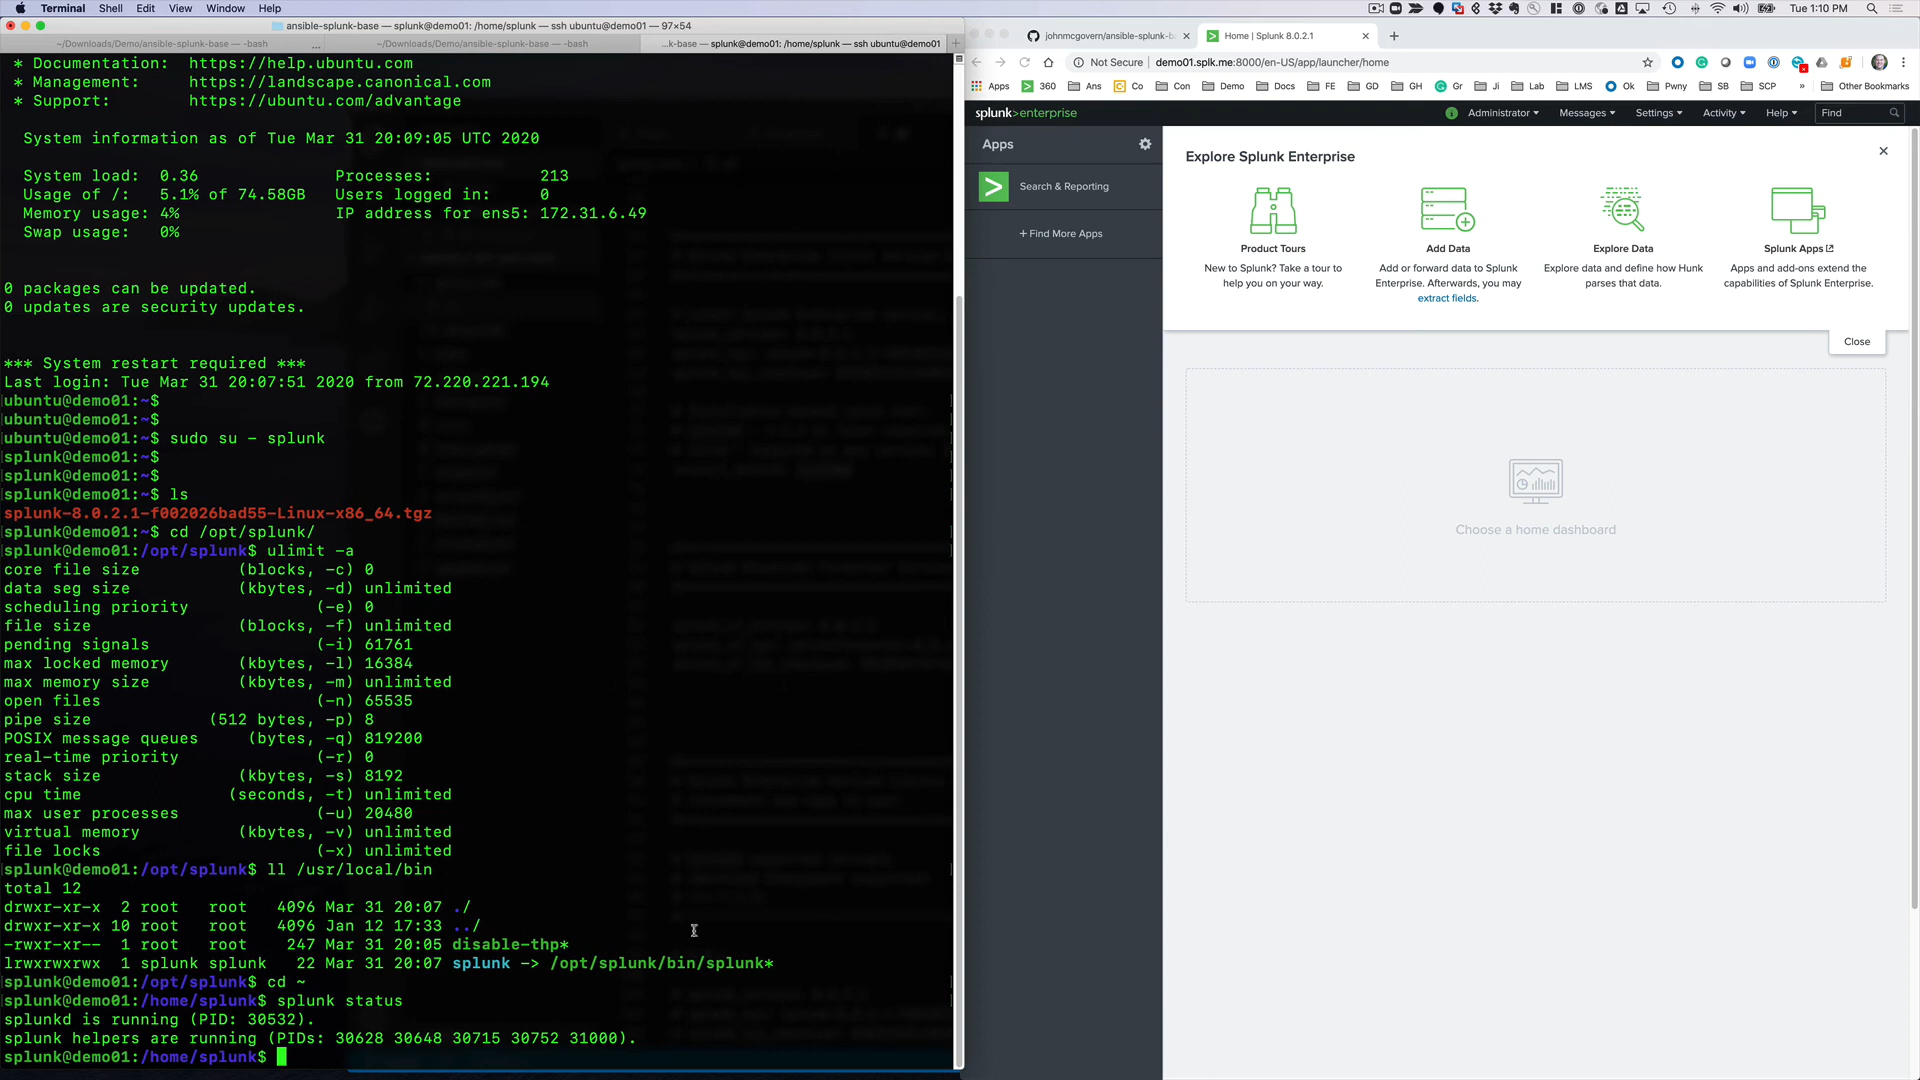 Terminal Shell Edit View Window Help
Tue 1:10 PM
ansible-splunk-base — splunk@demo01: /home/splunk — ssh ubuntu@demo01 — 97×54
~/Downloads/Demo/ansible-splunk-base — -bash ... ~/Downloads/Demo/ansible-splunk-base — -bash ...k-base — splunk@demo01: /home/splunk — ssh ubuntu@demo01 +
* Documentation: https://help.ubuntu.com
* Management: https://landscape.canonical.com
* Support: https://ubuntu.com/advantage
System information as of Tue Mar 31 20:09:05 UTC 2020
System load: 0.36 Processes: 213
Usage of /: 5.1% of 74.58GB Users logged in: 0
Memory usage: 4% IP address for ens5: 172.31.6.49
Swap usage: 0%
0 packages can be updated.
0 updates are security updates.
*** System restart required ***
Last login: Tue Mar 31 20:07:51 2020 from 72.220.221.194
ubuntu@demo01:~$
ubuntu@demo01:~$
ubuntu@demo01:~$ sudo su - splunk
splunk@demo01:~$
splunk@demo01:~$
splunk@demo01:~$ ls
splunk-8.0.2.1-f002026bad55-Linux-x86_64.tgz
splunk@demo01:~$ cd /opt/splunk/
splunk@demo01:/opt/splunk$ ulimit -a
core file size (blocks, -c) 0
data seg size (kbytes, -d) unlimited
scheduling priority (-e) 0
file size (blocks, -f) unlimited
pending signals (-i) 61761
max locked memory (kbytes, -l) 16384
max memory size (kbytes, -m) unlimited
open files (-n) 65535
pipe size (512 bytes, -p) 8
POSIX message queues (bytes, -q) 819200
real-time priority (-r) 0
stack size (kbytes, -s) 8192
cpu time (seconds, -t) unlimited
max user processes (-u) 20480
virtual memory (kbytes, -v) unlimited
file locks (-x) unlimited
splunk@demo01:/opt/splunk$ ll /usr/local/bin
total 12
drwxr-xr-x 2 root root 4096 Mar 31 20:07 ./
drwxr-xr-x 10 root root 4096 Jan 12 17:33 ../
-rwxr-xr-- 1 root root 247 Mar 31 20:05 disable-thp*
lrwxrwxrwx 1 splunk splunk 22 Mar 31 20:07 splunk -> /opt/splunk/bin/splunk*
splunk@demo01:/opt/splunk$ cd ~
splunk@demo01:/home/splunk$ splunk status
splunkd is running (PID: 30532).
splunk helpers are running (PIDs: 30628 30648 30715 30752 31000).
splunk@demo01:/home/splunk$
johnmcgovern/ansible-splunk-b
Home | Splunk 8.0.2.1
Not Secure demo01.splk.me:8000/en-US/app/launcher/home
Apps 360 Ans Co Con Demo Docs FE GD GH Gr Ji Lab LMS Ok Pwny SB SCP » Other Bookmarks
splunk>enterprise
Administrator Messages Settings Activity Help Find
Apps
Search & Reporting
+ Find More Apps
Explore Splunk Enterprise
Product Tours
New to Splunk? Take a tour to
help you on your way.
Add Data
Add or forward data to Splunk
Enterprise. Afterwards, you may
extract fields.
Explore Data
Explore data and define how Hunk
parses that data.
Splunk Apps
Apps and add-ons extend the
capabilities of Splunk Enterprise.
Close
Choose a home dashboard